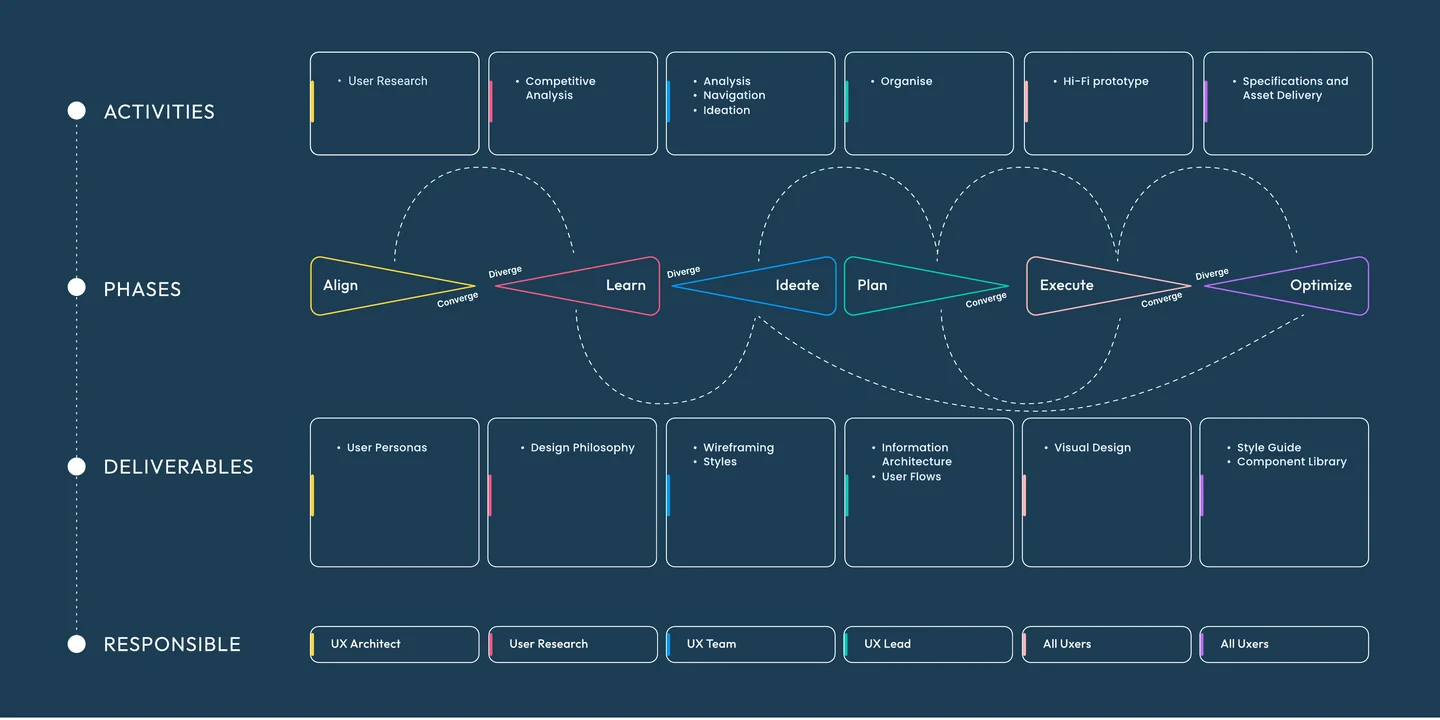 ACTIVITIES
• User Research
• Competitive
Analysis
• Analysis
• Navigation
• Ideation
• Organise
• Hi-Fi prototype
• Specifications and
Asset Delivery
PHASES
Align
Converge
Diverge
Learn
Diverge
Ideate
Plan
Converge
Execute
Converge
Diverge
Optimize
DELIVERABLES
• User Personas
• Design Philosophy
• Wireframing
• Styles
• Information
Architecture
• User Flows
• Visual Design
• Style Guide
• Component Library
RESPONSIBLE
UX Architect
User Research
UX Team
UX Lead
All Uxers
All Uxers